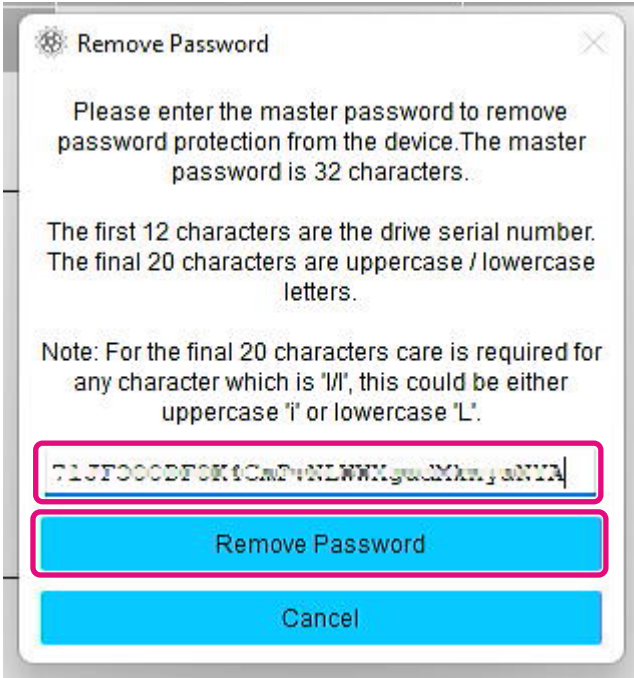 Remove Password
Please enter the master password to remove
password protection from the device.The master
password is 32 characters.
The first 12 characters are the drive serial number.
The final 20 characters are uppercase / lowercase
letters.
Note: For the final 20 characters care is required for
any character which is 'I/l', this could be either
uppercase 'i' or lowercase 'L'.
Remove Password
Cancel